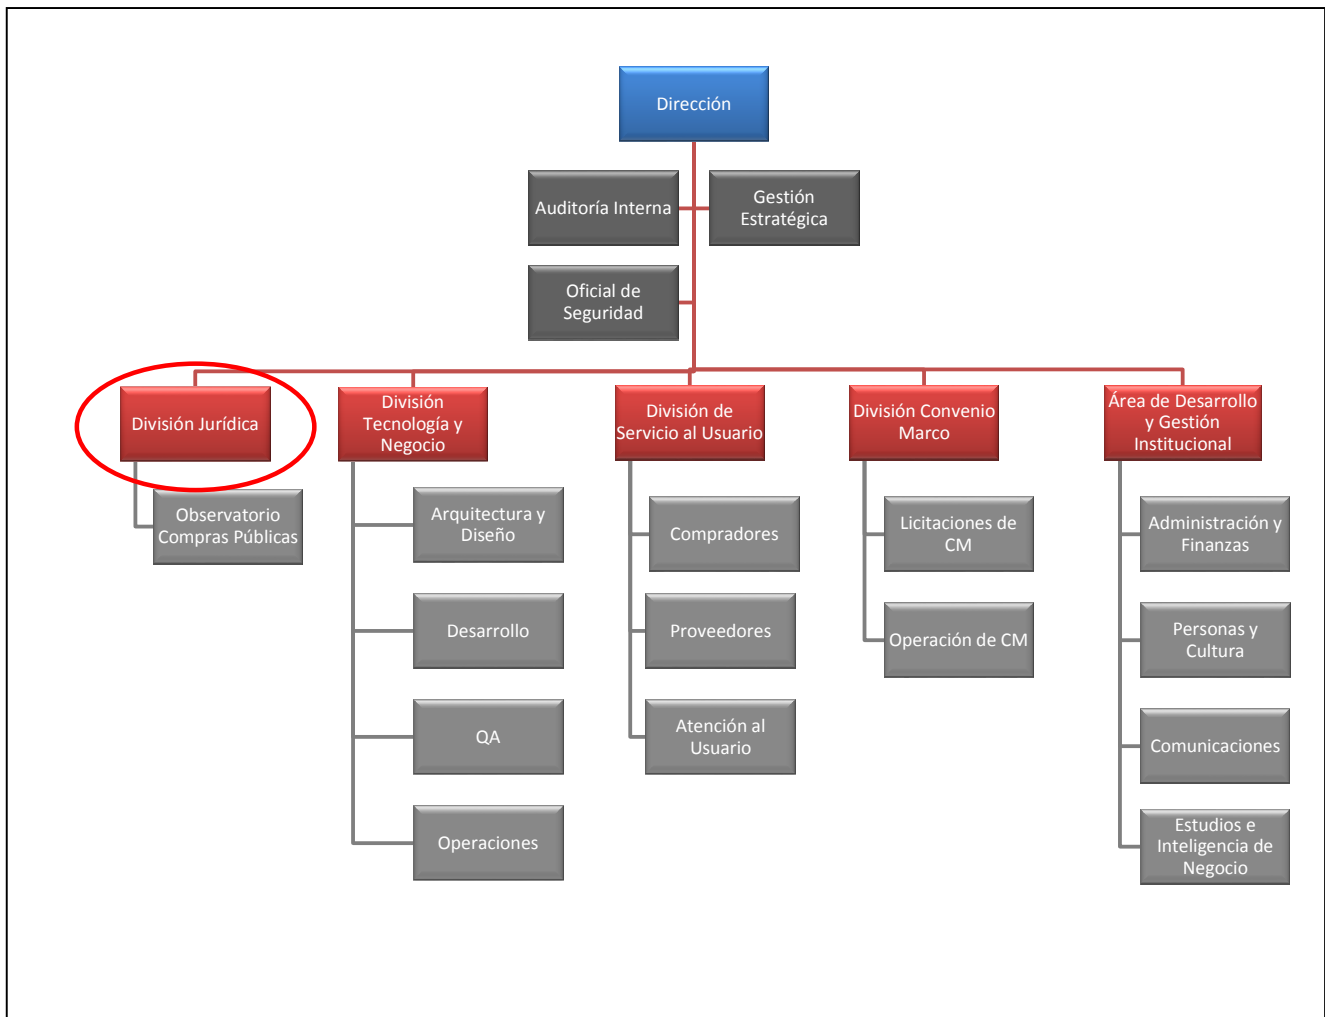 Dirección
Auditoría Interna
Gestión
Estratégica
Oficial de
Seguridad
División Jurídica
División
Tecnología y
Negocio
División de
Servicio al Usuario
División Convenio
Marco
Área de Desarrollo
y Gestión
Institucional
Observatorio
Compras Públicas
Arquitectura y
Diseño
Desarrollo
QA
Operaciones
Compradores
Proveedores
Atención al
Usuario
Licitaciones de
CM
Operación de CM
Administración y
Finanzas
Personas y
Cultura
Comunicaciones
Estudios e
Inteligencia de
Negocio